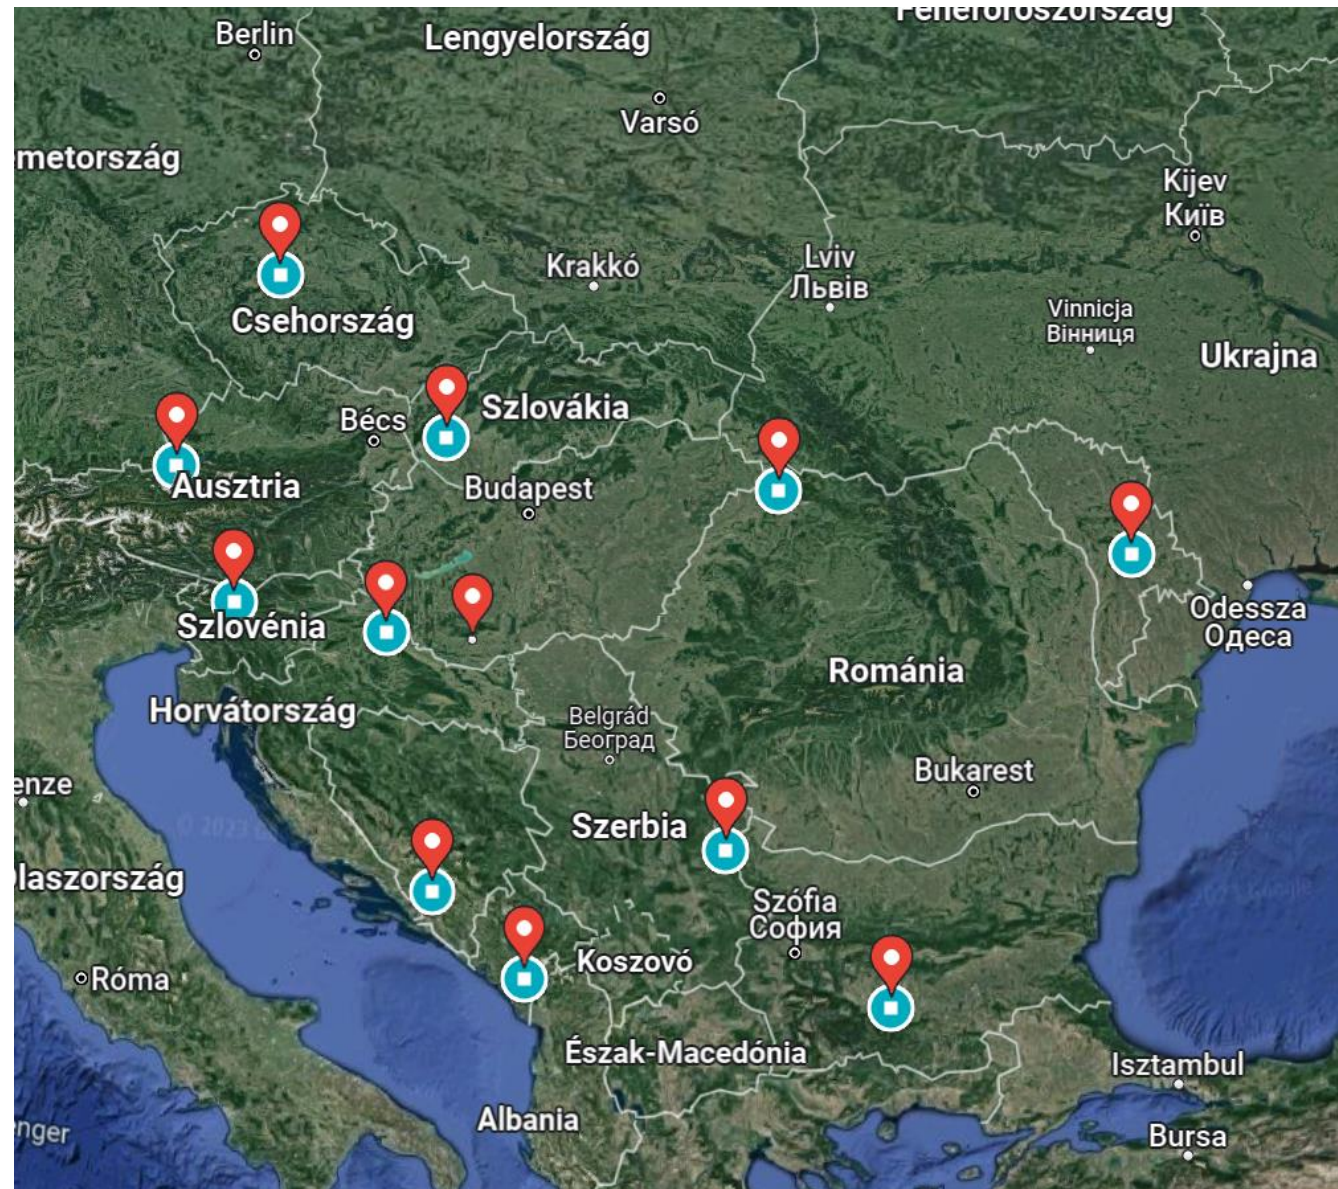 Fehéroroszország
Berlin
Lengyelország
Varsó
metország
Kijev
Київ
Krakkó
Lviv
Львів
Csehország
Vinnicja
Вінниця
Ukrajna
Bécs
Szlovákia
Ausztria
Budapest
Szlovénia
Odessza
Одеса
Románia
Horvátország
Belgrád
Београд
enze
Bukarest
Szerbia
laszország
Szófia
София
Koszovó
Róma
Észak-Macedónia
Isztambul
Albania
nger
Bursa